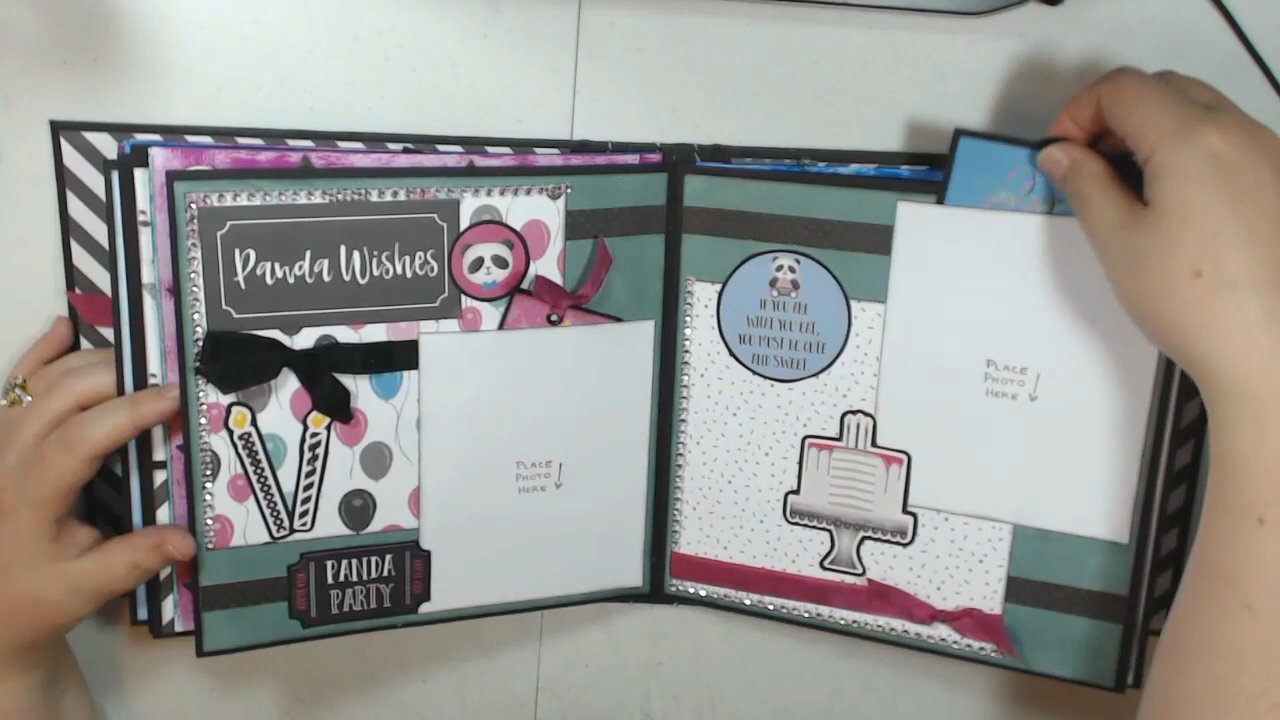 Panda Wishes
PLACE
PHOTO
HERE
PANDA
PARTY
IF YOU ARE
WHAT YOU EAT,
YOU MUST BE CUTE
AND SWEET.
PLACE
PHOTO
HERE